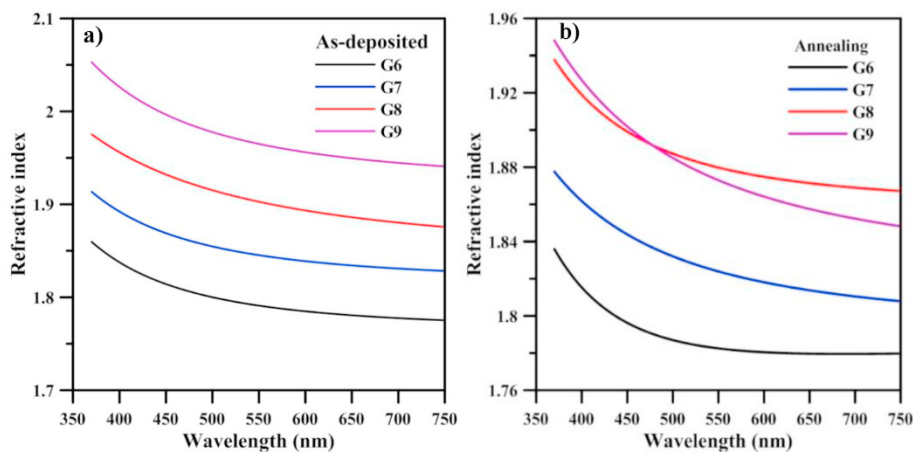 a)
As-deposited
G6
G7
G8
G9
2.1
2
1.9
1.8
1.7
Refractive index
350 400 450 500 550 600 650 700 750
Wavelength (nm)
b)
Annealing
G6
G7
G8
G9
1.96
1.92
1.88
1.84
1.8
1.76
Refractive index
350 400 450 500 550 600 650 700 750
Wavelength (nm)